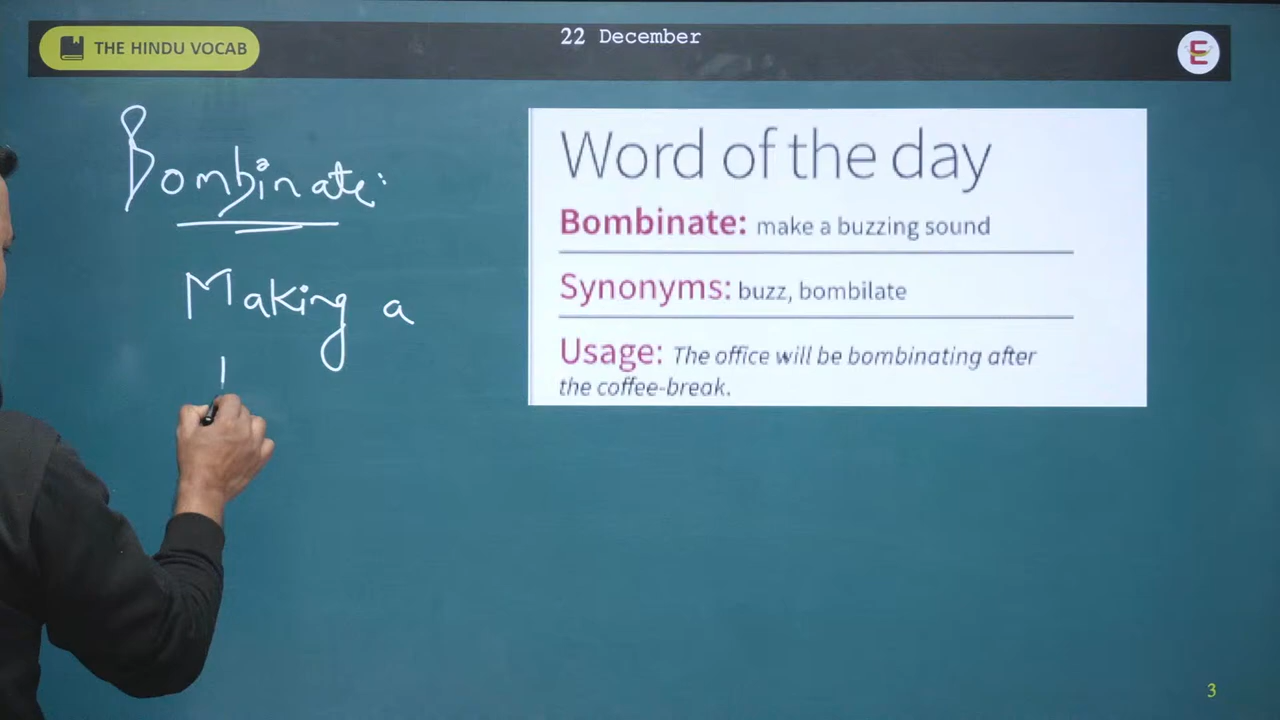 THE HINDU VOCAB
22 December
Bombinate:
Making a
Word of the day
Bombinate: make a buzzing sound
Synonyms: buzz, bombilate
Usage: The office will be bombinating after
the coffee-break.
3